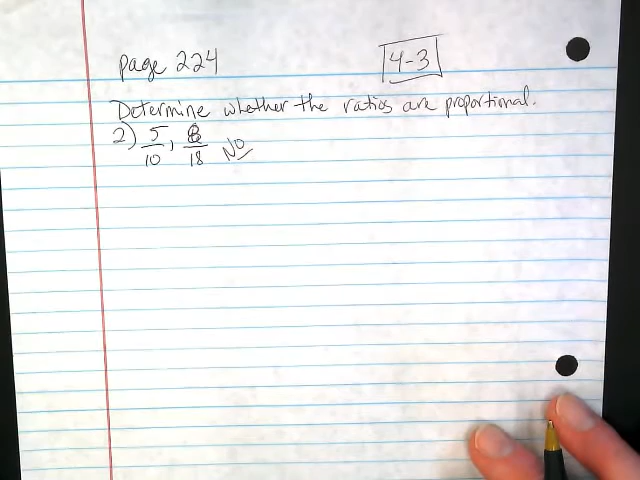 page 224 4-3
Determine whether the ratios are proportional.
2) 5/10, 8/18 No